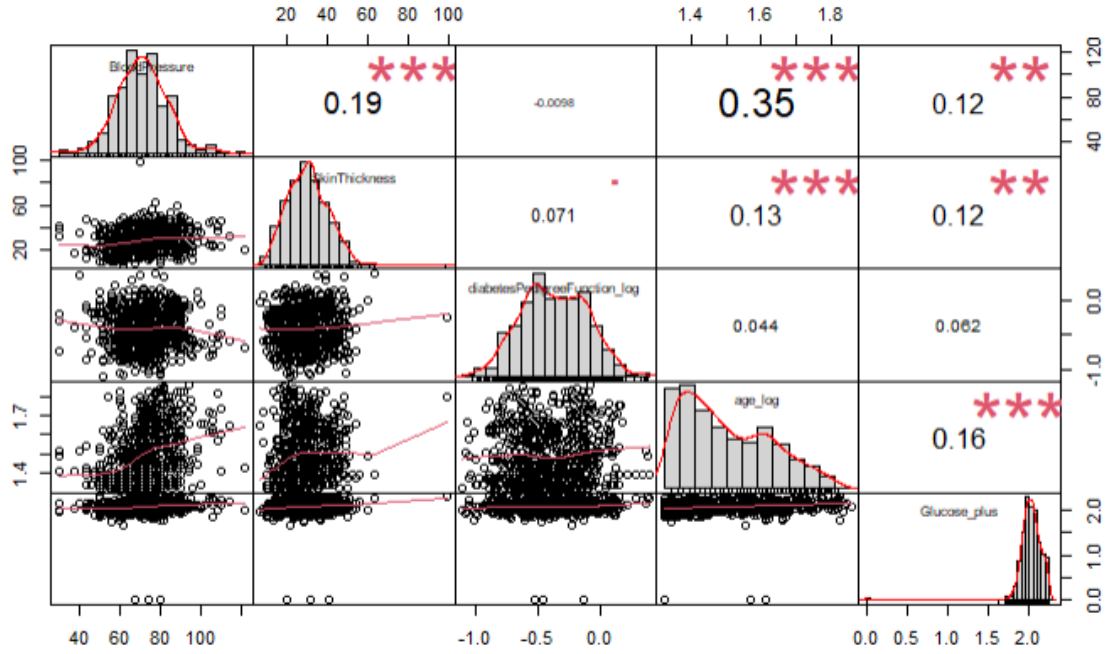 20 40 60 80 100 1.4 1.6 1.8
*** *** **
BloodPressure 0.19 -0.0098 0.35 0.12
120
80
40
. *** **
SkinThickness 0.071 0.13 0.12
100
60
20
diabetesPedigreeFunction_log 0.044 0.062
0.0
-1.0
***
age_log 0.16
1.7
1.4
Glucose_plus
2.0
1.0
0.0
40 60 80 100 -1.0 -0.5 0.0 0.0 0.5 1.0 1.5 2.0